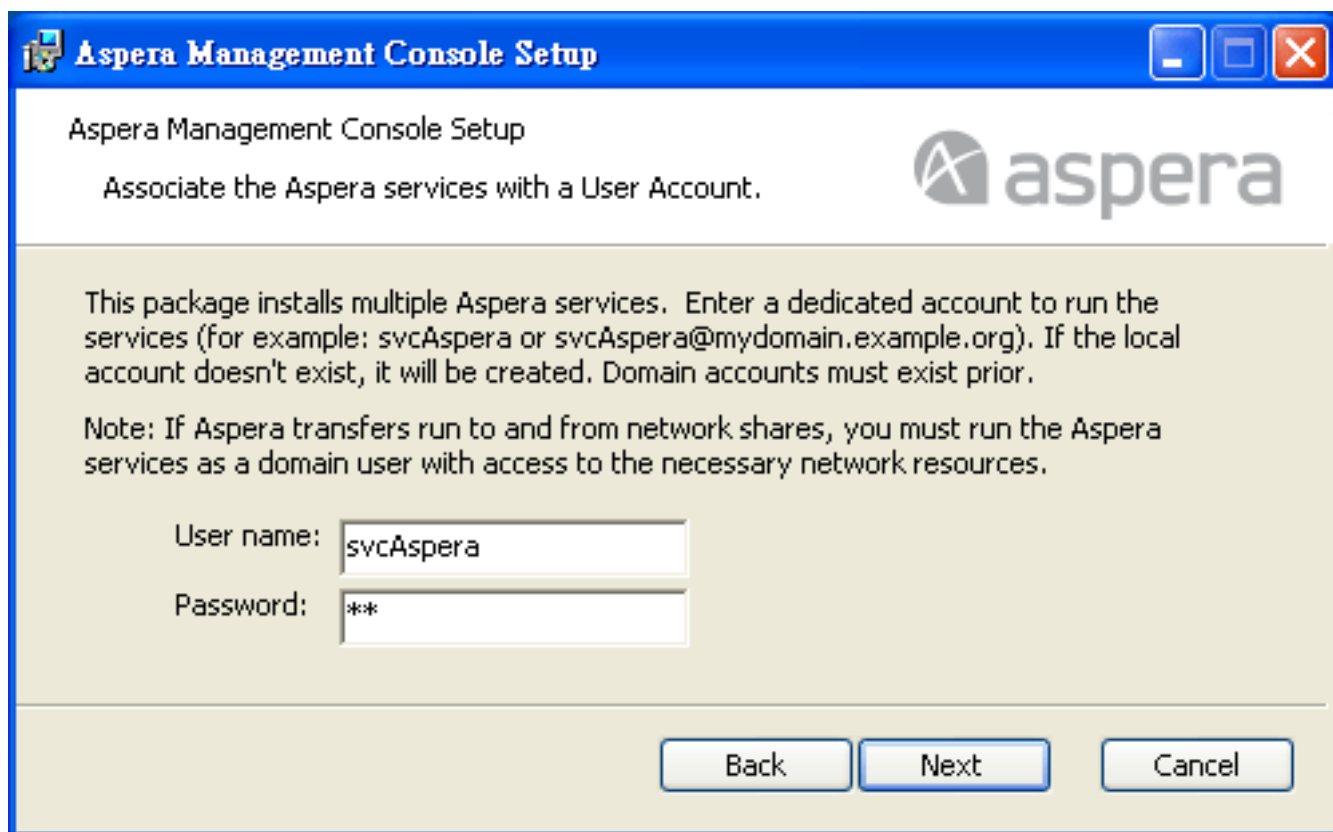 Aspera Management Console Setup
Aspera Management Console Setup
Associate the Aspera services with a User Account.
aspera
This package installs multiple Aspera services.  Enter a dedicated account to run the
services (for example: svcAspera or svcAspera@mydomain.example.org). If the local
account doesn't exist, it will be created. Domain accounts must exist prior.
Note: If Aspera transfers run to and from network shares, you must run the Aspera
services as a domain user with access to the necessary network resources.
User name: svcAspera
Password: **
Back Next Cancel